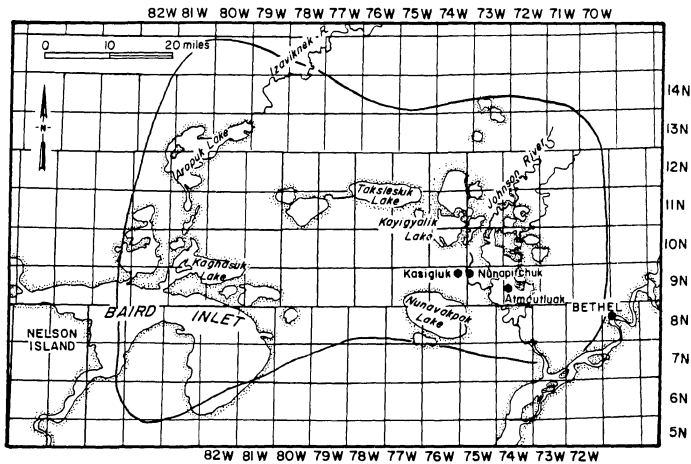 82W 81W 80W 79W 78W 77W 76W 75W 74W 73W 72W 71W 70W
0 10 20 miles
Izaviknek R.
14N
-N-
13N
Aropuk Lake
Johnson River
12N
Takslesluk
Lake
11N
Kayigyalik
Lake
10N
Kaghasuk
Lake
Kasigluk
Nunapitchuk
9N
Atmautluak
BAIRD INLET
Nunavakpak
Lake
BETHEL
8N
NELSON
ISLAND
7N
6N
5N
82W 81W 80W 79W 78W 77W 76W 75W 74W 73W 72W